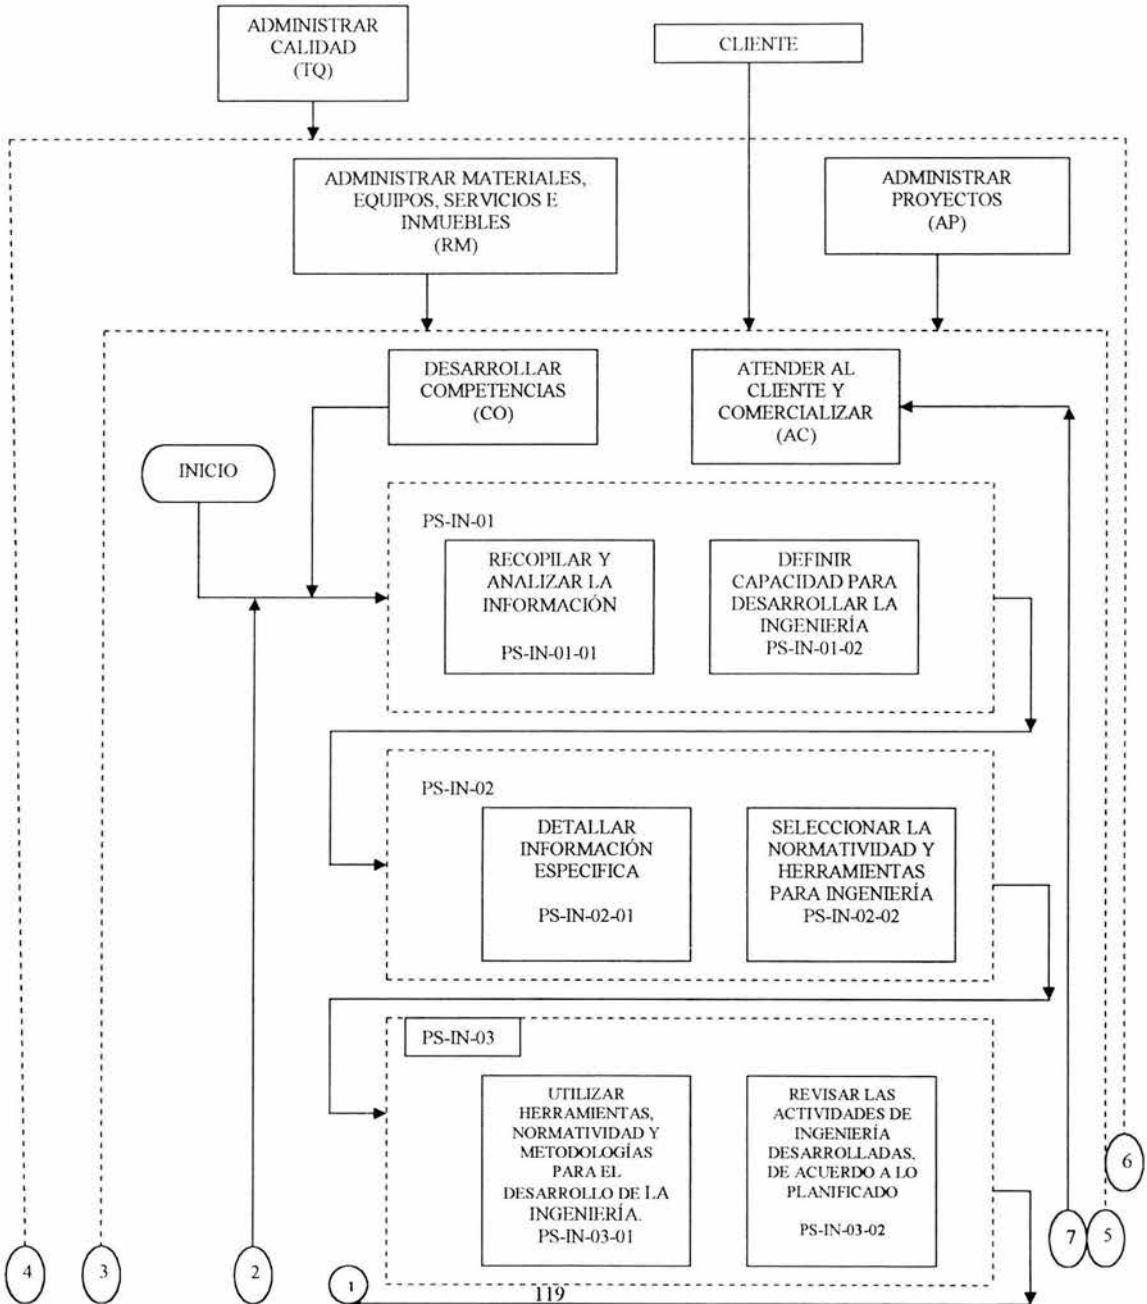 ADMINISTRAR
CALIDAD
(TQ)
CLIENTE
ADMINISTRAR MATERIALES,
EQUIPOS, SERVICIOS E
INMUEBLES
(RM)
ADMINISTRAR
PROYECTOS
(AP)
DESARROLLAR
COMPETENCIAS
(CO)
ATENDER AL
CLIENTE Y
COMERCIALIZAR
(AC)
INICIO
PS-IN-01
RECOPILAR Y
ANALIZAR LA
INFORMACIÓN
PS-IN-01-01
DEFINIR
CAPACIDAD PARA
DESARROLLAR LA
INGENIERÍA
PS-IN-01-02
PS-IN-02
DETALLAR
INFORMACIÓN
ESPECIFICA
PS-IN-02-01
SELECCIONAR LA
NORMATIVIDAD Y
HERRAMIENTAS
PARA INGENIERÍA
PS-IN-02-02
PS-IN-03
UTILIZAR
HERRAMIENTAS,
NORMATIVIDAD Y
METODOLOGÍAS
PARA EL
DESARROLLO DE LA
INGENIERÍA.
PS-IN-03-01
REVISAR LAS
ACTIVIDADES DE
INGENIERÍA
DESARROLLADAS,
DE ACUERDO A LO
PLANIFICADO
PS-IN-03-02
6
7
5
4
3
2
1
119